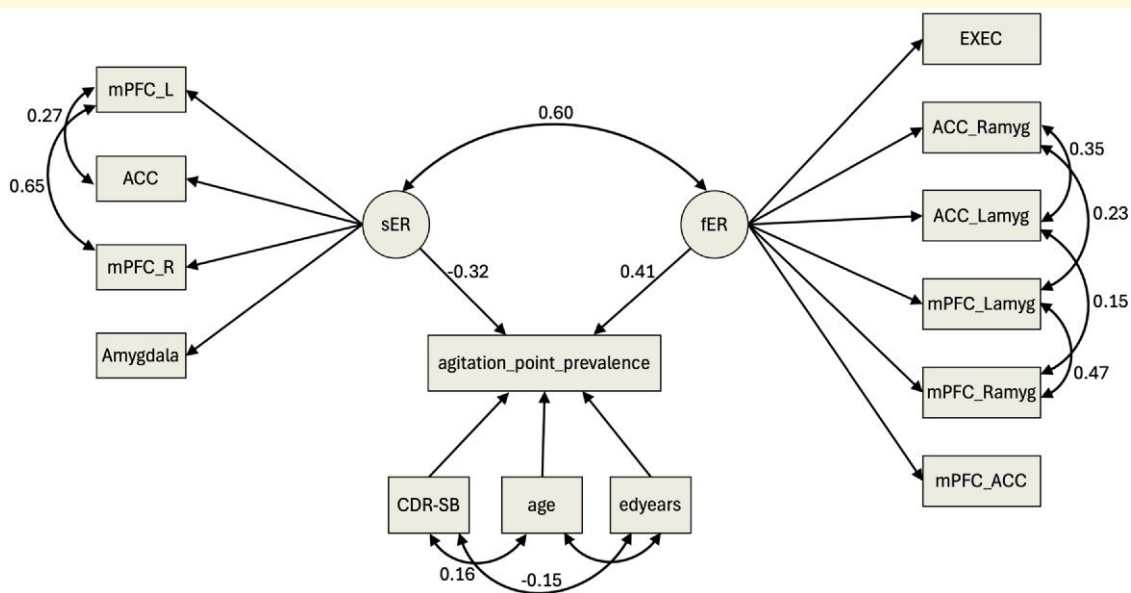 EXEC
mPFC_L
0.27
0.60
ACC_Ramyg
0.35
ACC
0.65
ACC_Lamyg
0.23
sER
fER
mPFC_R
-0.32
0.41
mPFC_Lamyg
0.15
Amygdala
agitation_point_prevalence
mPFC_Ramyg
0.47
mPFC_ACC
CDR-SB
age
edyears
0.16
-0.15